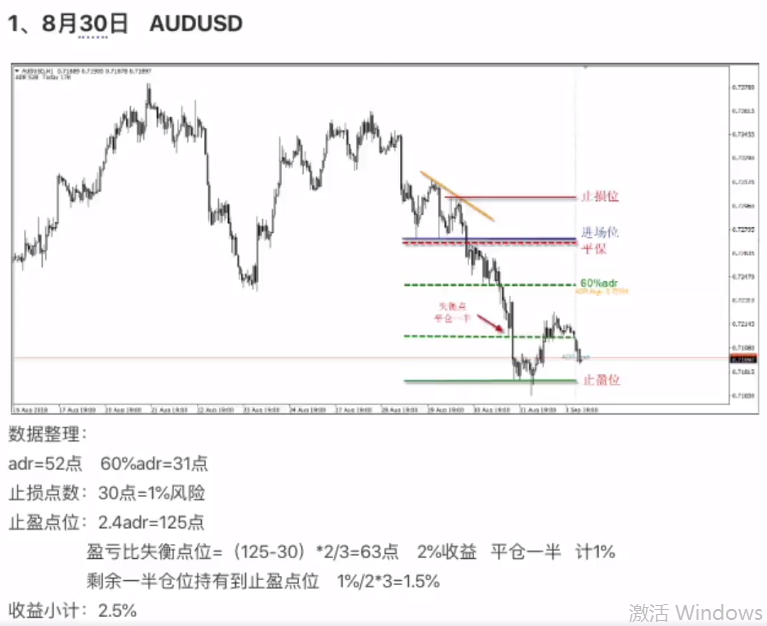 1、8月30日 AUDUSD
AUDUSD,H1 0.71889 0.71900 0.71878 0.71897
0.72780
0.72615
止损位
进场位
平保
60%adr
失衡点
平仓一半
止盈位
15 Aug 2018 17 Aug 19:00 20 Aug 19:00 21 Aug 19:00 22 Aug 19:00 23 Aug 19:00 24 Aug 19:00 27 Aug 19:00 28 Aug 19:00 29 Aug 19:00 30 Aug 19:00 31 Aug 19:00 3 Sep 19:00
数据整理：
adr=52点 60%adr=31点
止损点数：30点=1%风险
止盈点位：2.4adr=125点
盈亏比失衡点位=（125-30）*2/3=63点 2%收益 平仓一半 计1%
剩余一半仓位持有到止盈点位 1%/2*3=1.5%
收益小计：2.5%
激活 Windows